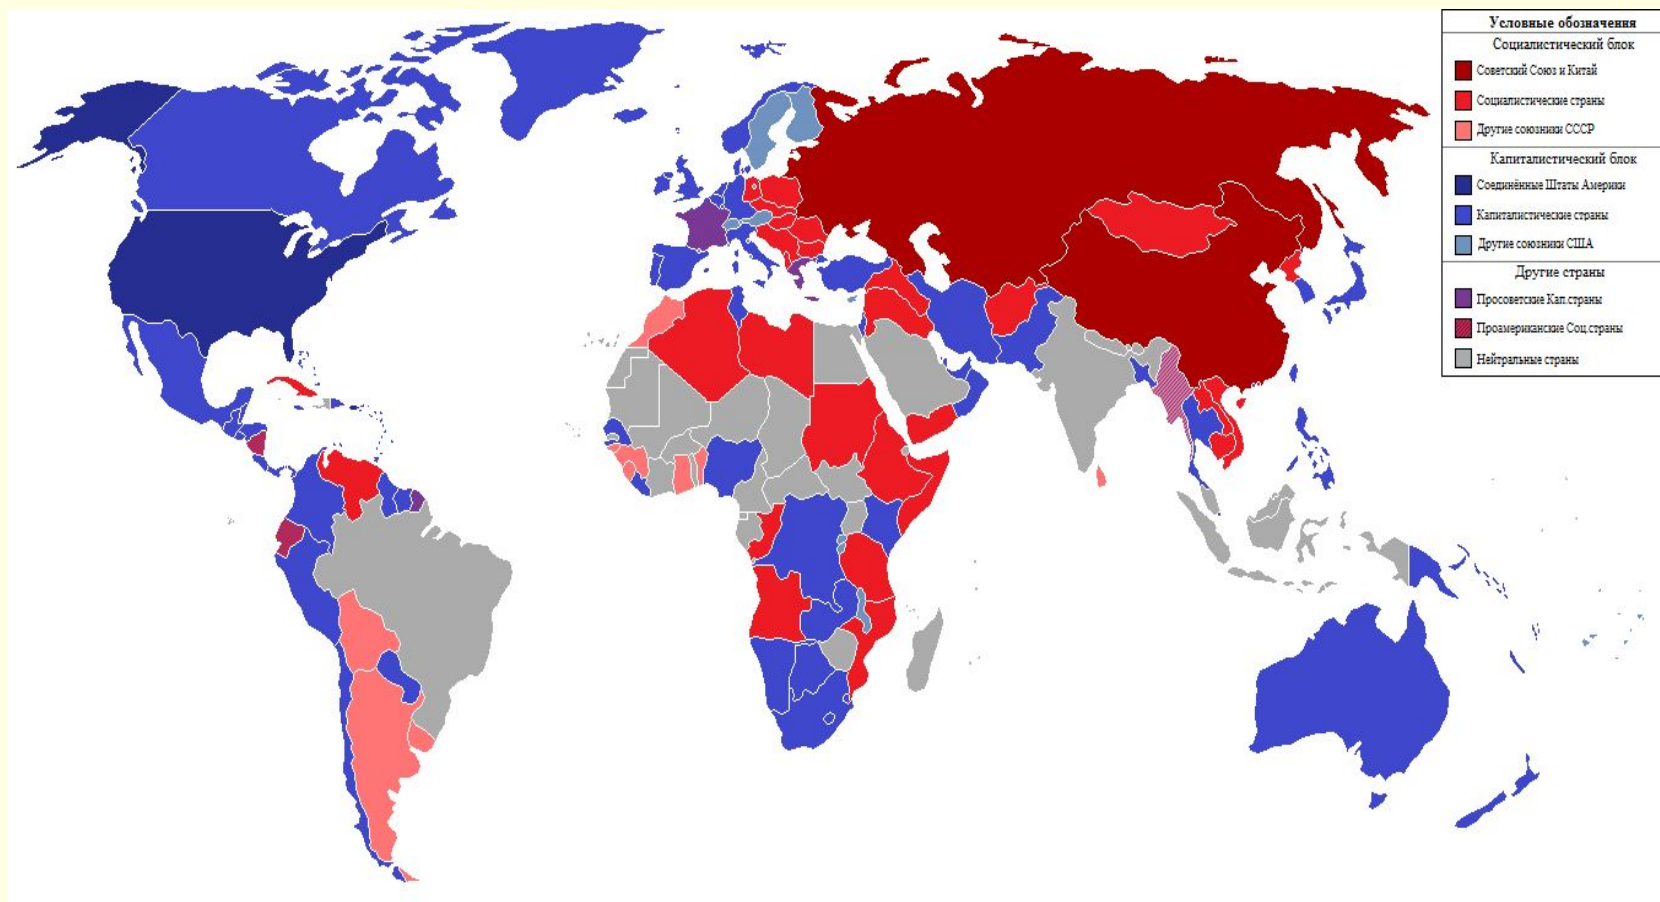 Условные обозначения
Социалистический блок
Советский Союз и Китай
Социалистические страны
Другие союзники СССР
Капиталистический блок
Соединённые Штаты Америки
Капиталистические страны
Другие союзники США
Другие страны
Просоветские Кап.страны
Проамериканские Соц.страны
Нейтральные страны